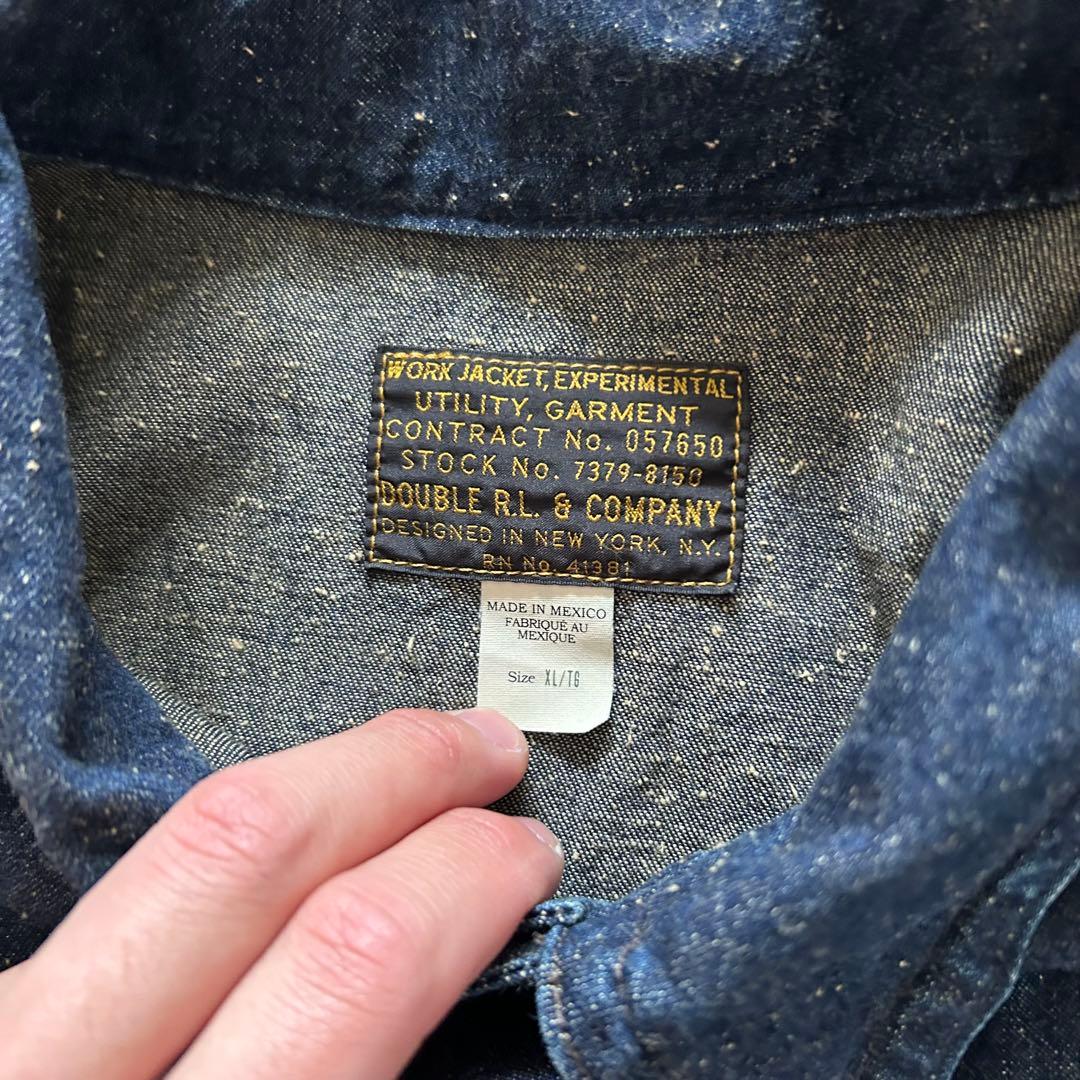 WORK JACKET, EXPERIMENTAL
UTILITY, GARMENT
CONTRACT No. 057650
STOCK No. 7379-8150
DOUBLE R.L. & COMPANY
DESIGNED IN NEW YORK, N.Y.
RN No. 41381
MADE IN MEXICO
FABRIQUÉ AU
MEXIQUE
Size XL/TG